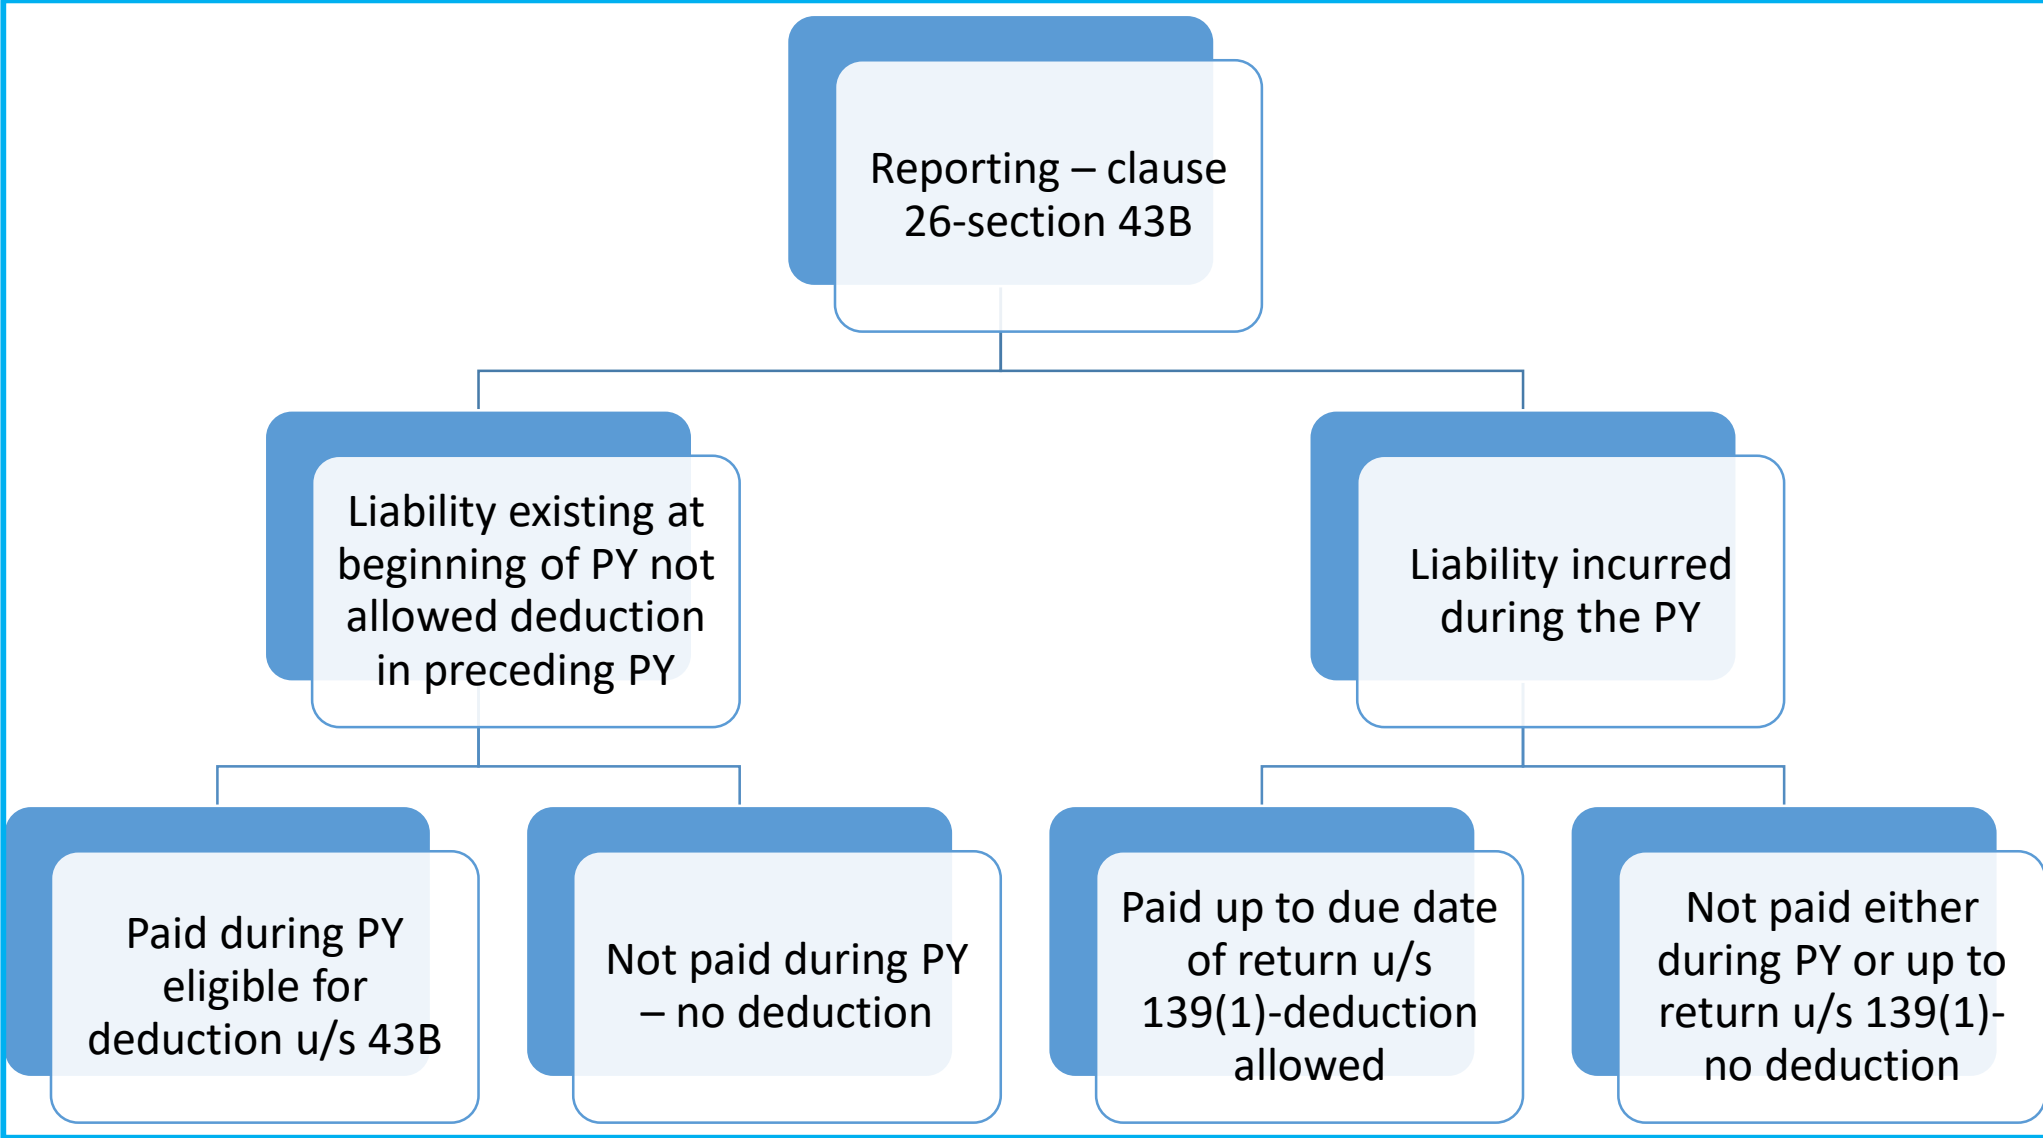 Reporting – clause
26-section 43B
Liability existing at
beginning of PY not
allowed deduction
in preceding PY
Liability incurred
during the PY
Paid during PY
eligible for
deduction u/s 43B
Not paid during PY
– no deduction
Paid up to due date
of return u/s
139(1)-deduction
allowed
Not paid either
during PY or up to
return u/s 139(1)-
no deduction